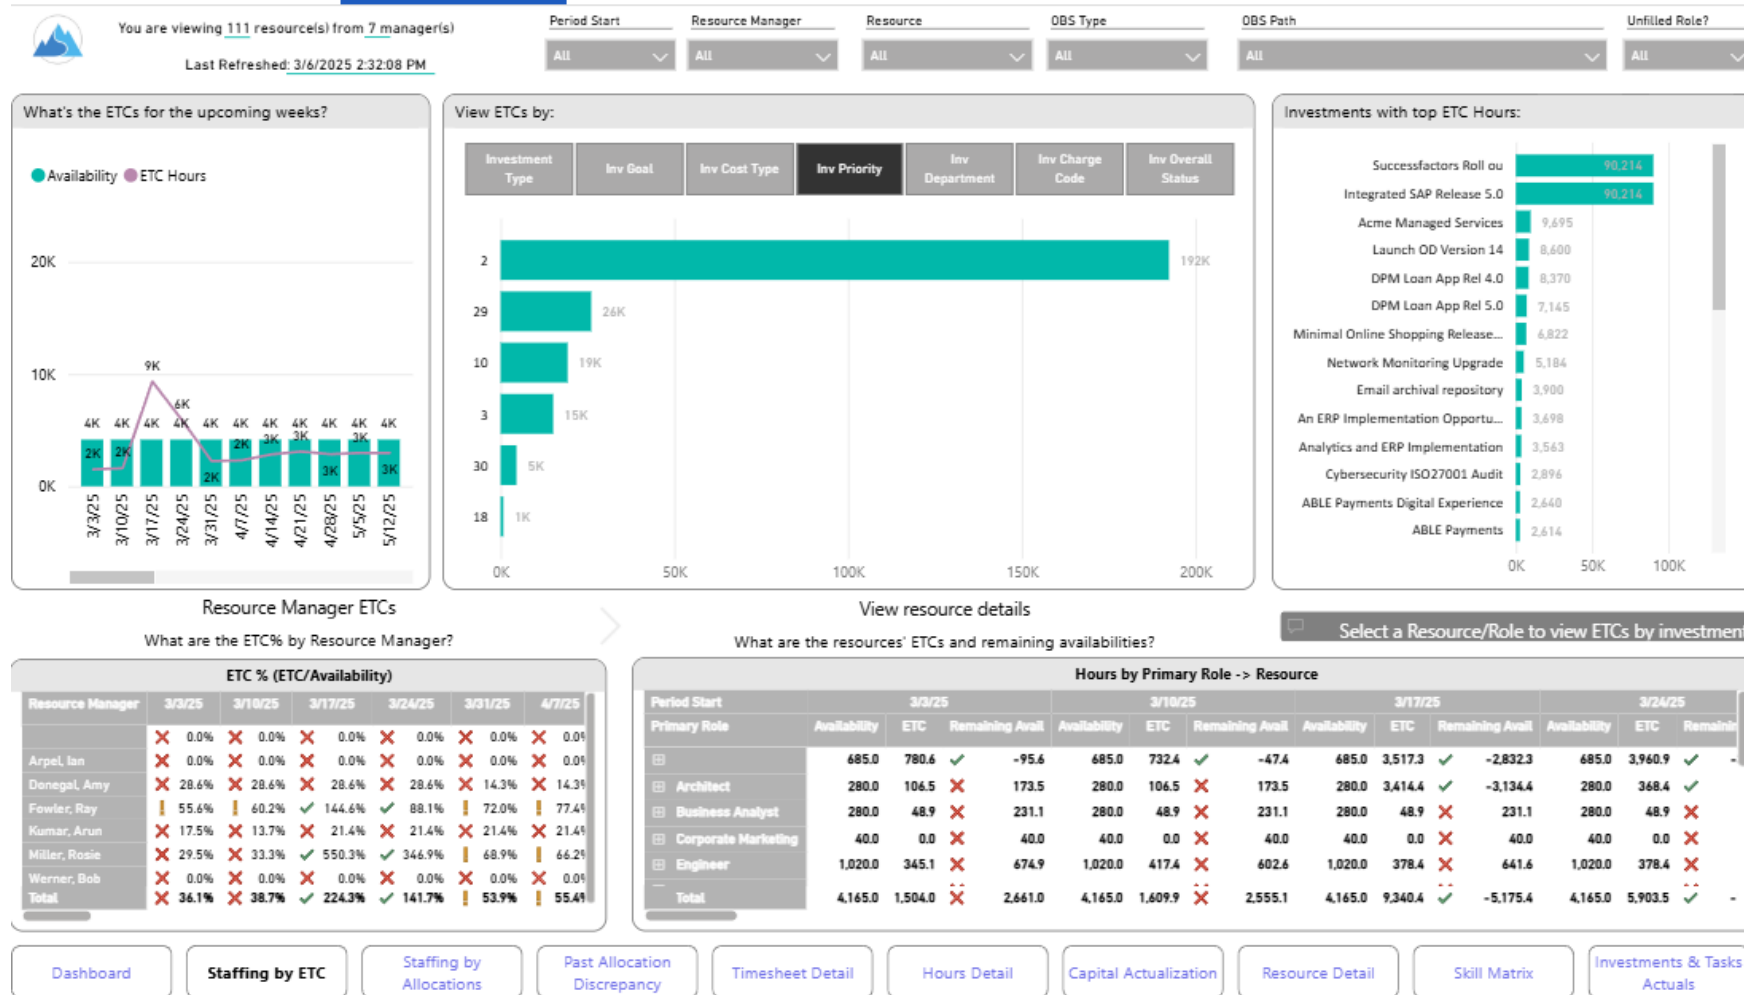 You are viewing 111 resource(s) from 7 manager(s)
Last Refreshed: 3/6/2025 2:32:08 PM
Period Start Resource Manager Resource OBS Type OBS Path Unfilled Role?
All All All All All All
What's the ETCs for the upcoming weeks?
Availability ETC Hours
20K
10K
0K
9K
6K
4K 4K 4K 4K 4K 4K 4K 4K 4K 4K 4K
2K 2K 2K 2K 3K 3K 3K 3K 3K
3/3/25 3/10/25 3/17/25 3/24/25 3/31/25 4/7/25 4/14/25 4/21/25 4/28/25 5/5/25 5/12/25
View ETCs by:
Investment Type
Inv Goal
Inv Cost Type
Inv Priority
Inv Department
Inv Charge Code
Inv Overall Status
2 192K
29 26K
10 19K
3 15K
30 5K
18 1K
0K 50K 100K 150K 200K
Investments with top ETC Hours:
Successfactors Roll ou 90,214
Integrated SAP Release 5.0 90,214
Acme Managed Services 9,695
Launch OD Version 14 8,600
DPM Loan App Rel 4.0 8,370
DPM Loan App Rel 5.0 7,145
Minimal Online Shopping Release... 6,822
Network Monitoring Upgrade 5,184
Email archival repository 3,900
An ERP Implementation Opportu... 3,698
Analytics and ERP Implementation 3,563
Cybersecurity ISO27001 Audit 2,896
ABLE Payments Digital Experience 2,640
ABLE Payments 2,614
0K 50K 100K
Resource Manager ETCs
What are the ETC% by Resource Manager?
ETC % (ETC/Availability)
Resource Manager 3/3/25 3/10/25 3/17/25 3/24/25 3/31/25 4/7/25
0.0% 0.0% 0.0% 0.0% 0.0% 0.0%
Arpel, Ian 0.0% 0.0% 0.0% 0.0% 0.0% 0.0%
Donegal, Amy 28.6% 28.6% 28.6% 28.6% 14.3% 14.3%
Fowler, Ray 55.6% 60.2% 144.6% 88.1% 72.0% 77.4%
Kumar, Arun 17.5% 13.7% 21.4% 21.4% 21.4% 21.4%
Miller, Rosie 29.5% 33.3% 550.3% 346.9% 68.9% 66.2%
Werner, Bob 0.0% 0.0% 0.0% 0.0% 0.0% 0.0%
Total 36.1% 38.7% 224.3% 141.7% 53.9% 55.4%
View resource details
What are the resources' ETCs and remaining availabilities?
Select a Resource/Role to view ETCs by investment
Hours by Primary Role -> Resource
Period Start 3/3/25 3/10/25 3/17/25 3/24/25
Primary Role Availability ETC Remaining Avail Availability ETC Remaining Avail Availability ETC Remaining Avail Availability ETC Remainin
685.0 780.6 -95.6 685.0 732.4 -47.4 685.0 3,517.3 -2,832.3 685.0 3,960.9 -
Architect 280.0 106.5 173.5 280.0 106.5 173.5 280.0 3,414.4 -3,134.4 280.0 368.4
Business Analyst 280.0 48.9 231.1 280.0 48.9 231.1 280.0 48.9 231.1 280.0 48.9
Corporate Marketing 40.0 0.0 40.0 40.0 0.0 40.0 40.0 0.0 40.0 40.0 0.0
Engineer 1,020.0 345.1 674.9 1,020.0 417.4 602.6 1,020.0 378.4 641.6 1,020.0 378.4
Total 4,165.0 1,504.0 2,661.0 4,165.0 1,609.9 2,555.1 4,165.0 9,340.4 -5,175.4 4,165.0 5,903.5 -
Dashboard
Staffing by ETC
Staffing by Allocations
Past Allocation Discrepancy
Timesheet Detail
Hours Detail
Capital Actualization
Resource Detail
Skill Matrix
Investments & Tasks Actuals